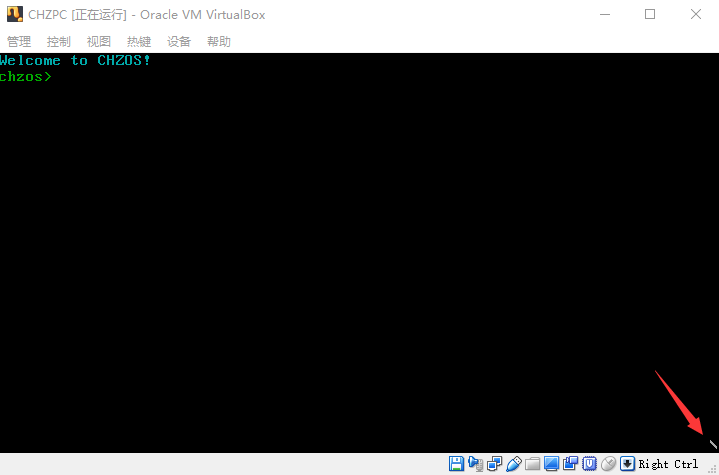 CHZPC [正在运行] - Oracle VM VirtualBox
管理 控制 视图 热键 设备 帮助
Welcome to CHZOS!
chzos>
\
Right Ctrl